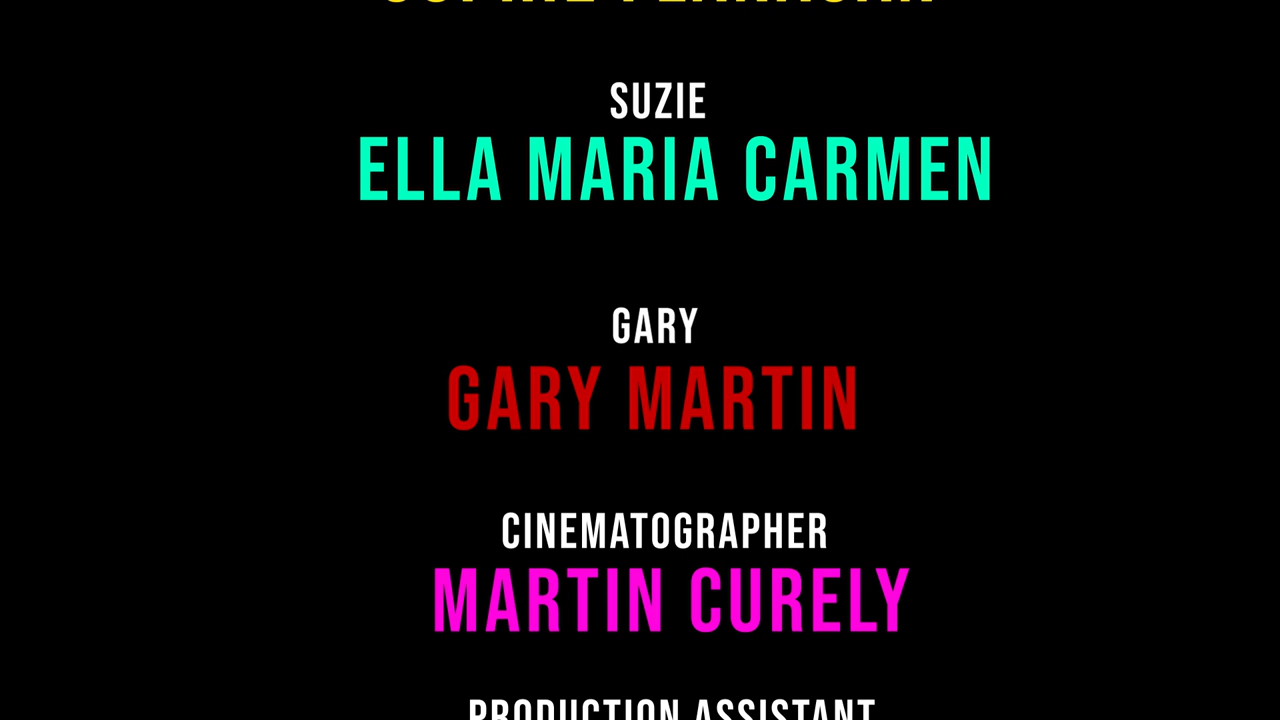 SUZIE
ELLA MARIA CARMEN
GARY
GARY MARTIN
CINEMATOGRAPHER
MARTIN CURELY
PRODUCTION ASSISTANT